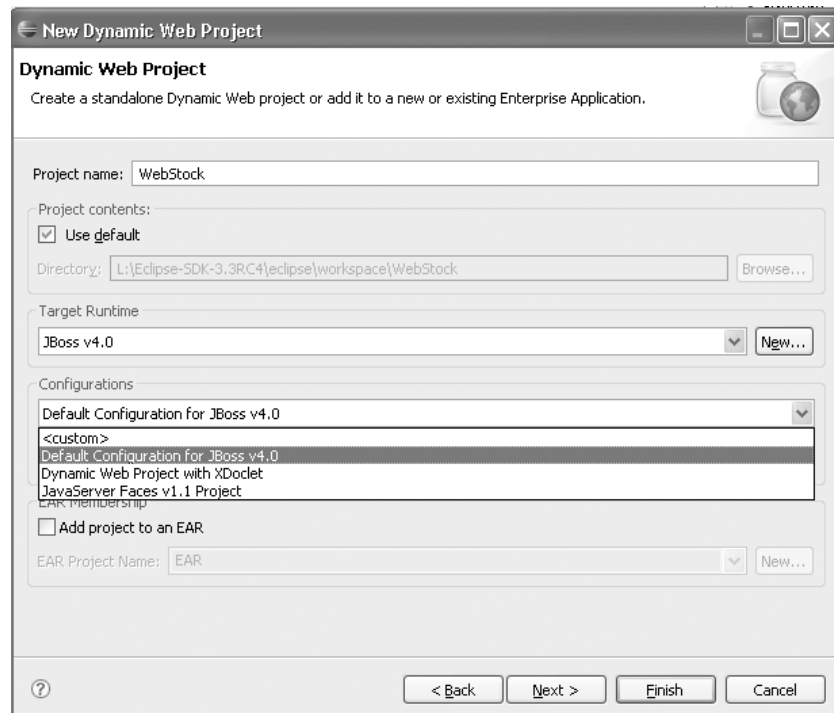 New Dynamic Web Project
Dynamic Web Project
Create a standalone Dynamic Web project or add it to a new or existing Enterprise Application.
Project name: WebStock
Project contents:
Use default
Directory: L:\Eclipse-SDK-3.3RC4\eclipse\workspace\WebStock Browse...
Target Runtime
JBoss v4.0 New...
Configurations
Default Configuration for JBoss v4.0
<custom>
Default Configuration for JBoss v4.0
Dynamic Web Project with XDoclet
JavaServer Faces v1.1 Project
EAR Membership
Add project to an EAR
EAR Project Name: EAR New...
? < Back Next > Finish Cancel